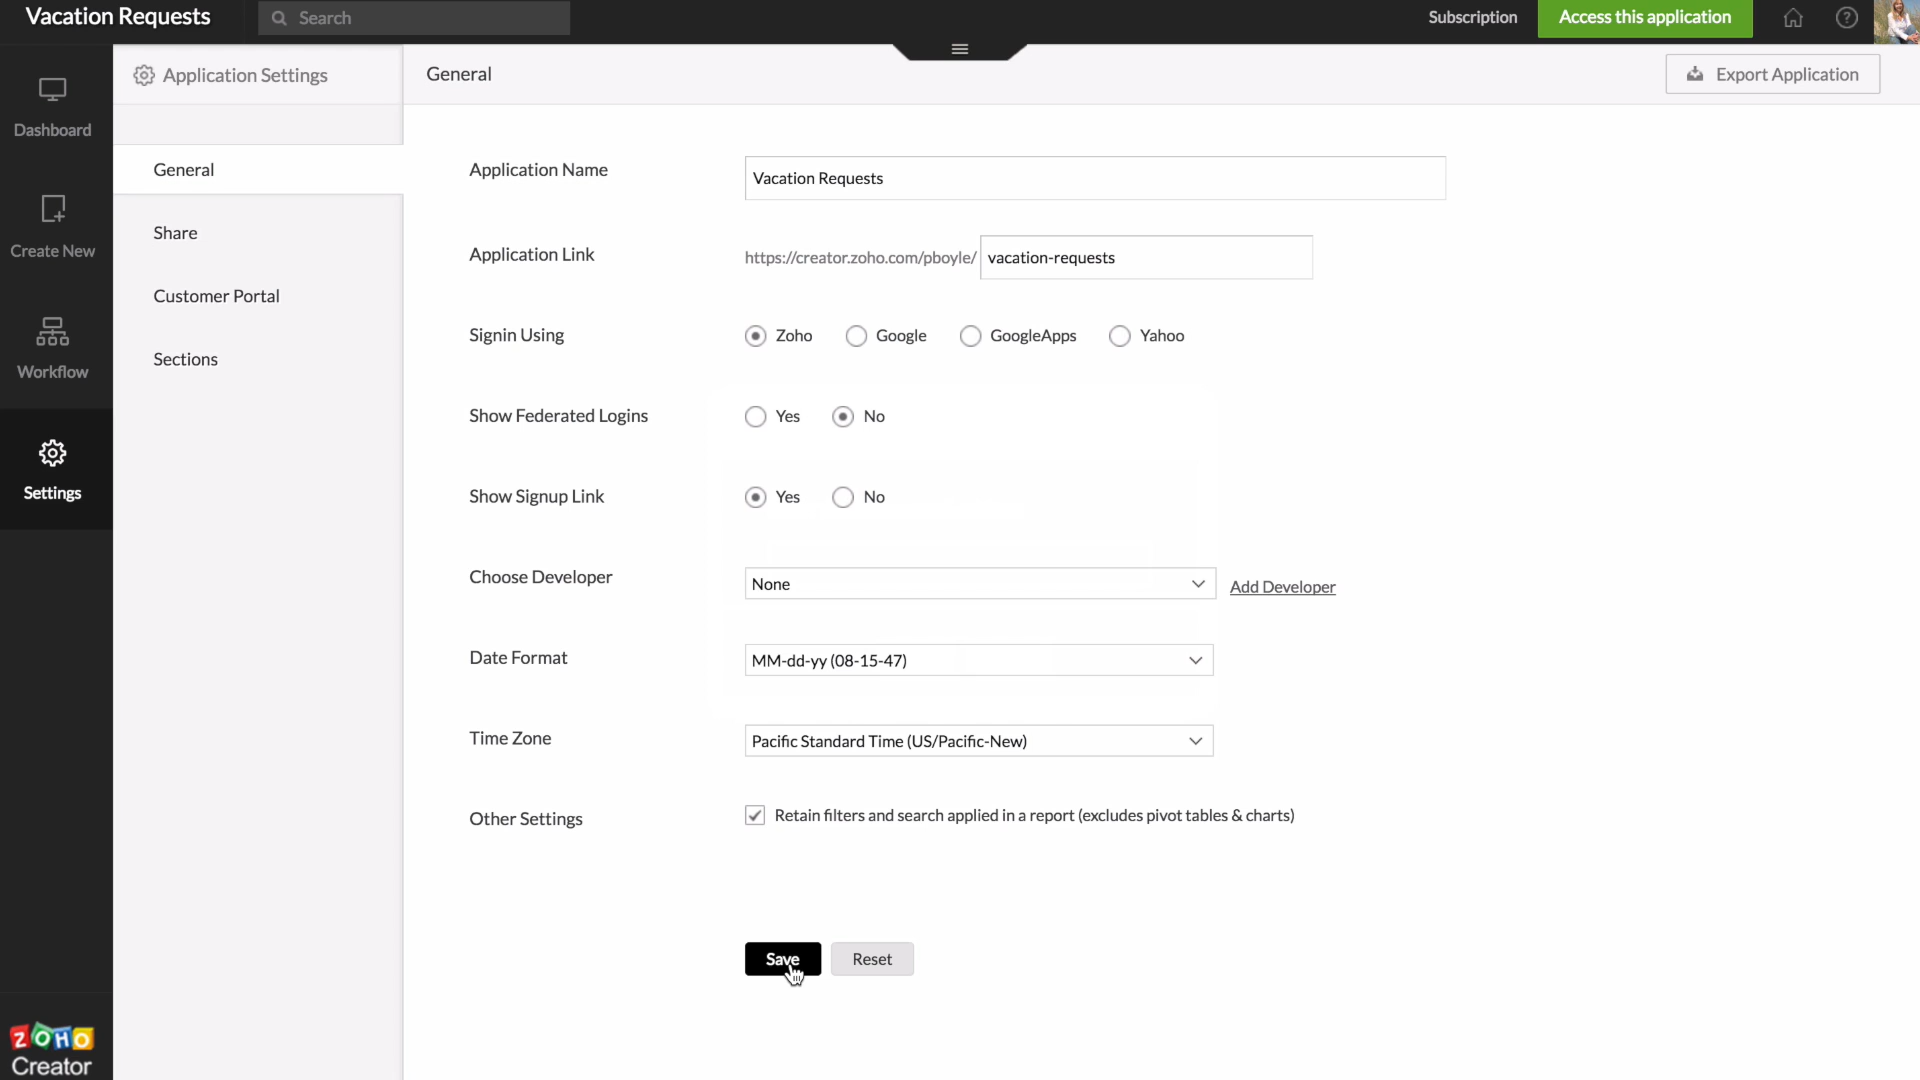 Vacation Requests
Search
Subscription
Access this application
?
Application Settings
General
Export Application
Dashboard
Create New
Workflow
Settings
General
Share
Customer Portal
Sections
Application Name
Vacation Requests
Application Link
https://creator.zoho.com/pboyle/ vacation-requests
Signin Using
Zoho Google GoogleApps Yahoo
Show Federated Logins
Yes No
Show Signup Link
Yes No
Choose Developer
None
Add Developer
Date Format
MM-dd-yy (08-15-47)
Time Zone
Pacific Standard Time (US/Pacific-New)
Other Settings
Retain filters and search applied in a report (excludes pivot tables & charts)
Save Reset
ZOHO
Creator